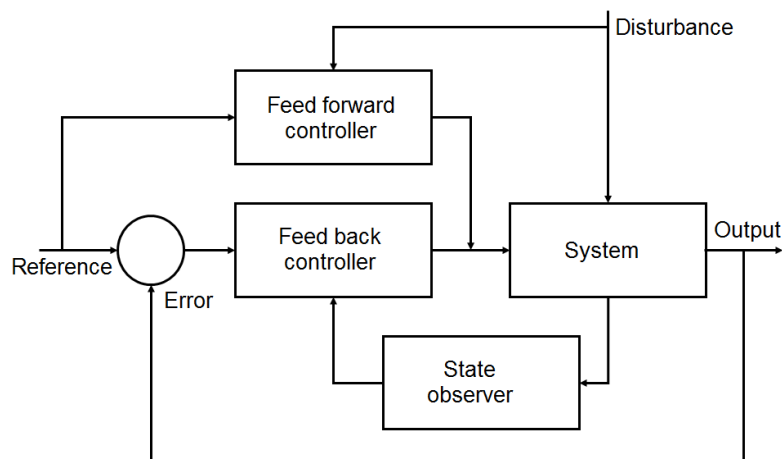 Disturbance
Feed forward
controller
Feed back
controller
System
Output
Reference
Error
State
observer